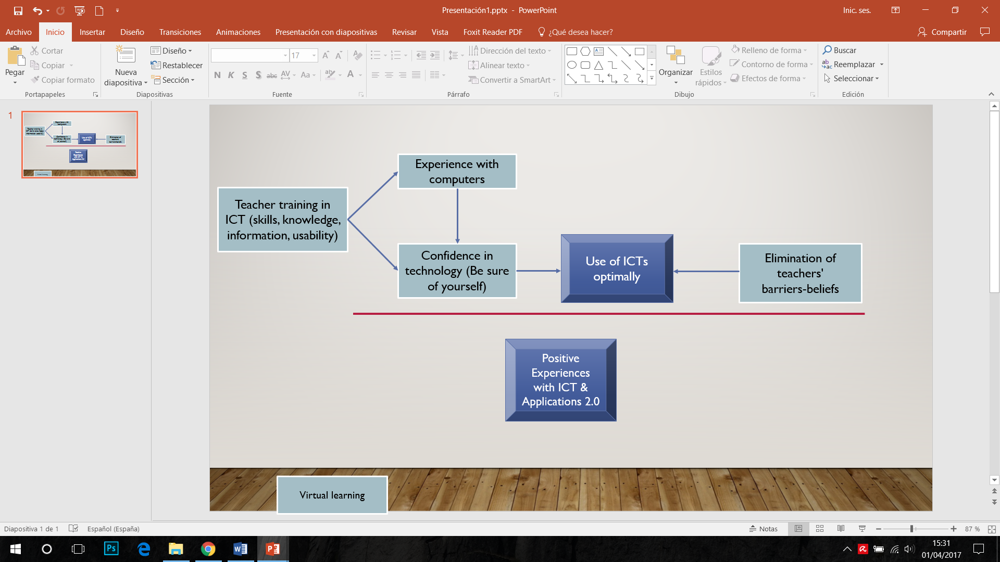 Presentación1.pptx - PowerPoint
Inic. ses.
Archivo
Inicio
Insertar
Diseño
Transiciones
Animaciones
Presentación con diapositivas
Revisar
Vista
Foxit Reader PDF
¿Qué desea hacer?
Compartir
Pegar
Cortar
Copiar
Copiar formato
Portapapeles
Nueva
diapositiva
Diseño
Restablecer
Sección
Diapositivas
17
N K S S abc AV Aa A
Fuente
Dirección del texto
Alinear texto
Convertir a SmartArt
Párrafo
Organizar
Estilos
rápidos
Relleno de forma
Contorno de forma
Efectos de forma
Dibujo
Buscar
Reemplazar
Seleccionar
Edición
1
Experience with
computers
Teacher training in
ICT (skills, knowledge,
information, usability)
Confidence in
technology (Be sure
of yourself)
Use of ICTs
optimally
Elimination of
teachers'
barriers-beliefs
Positive
Experiences
with ICT &
Applications 2.0
Virtual learning
Diapositiva 1 de 1
Español (España)
Notas
87 %
Ps
15:31
01/04/2017